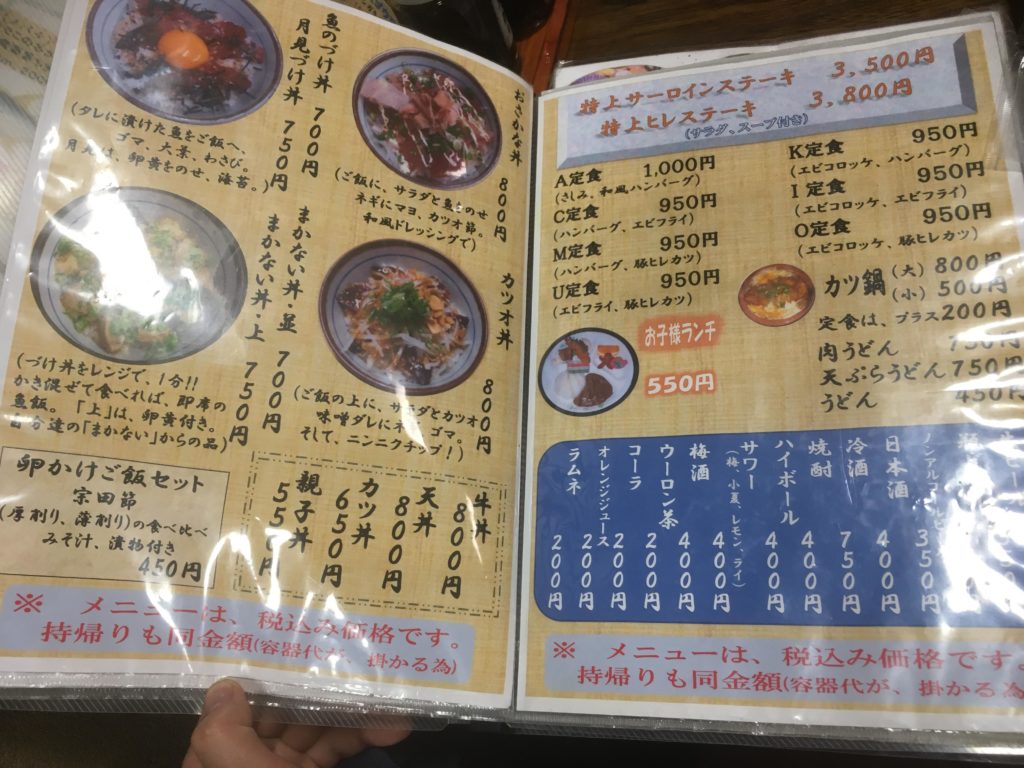 魚のづけ丼 700円
月見づけ丼 750円
(タレに漬けた魚をご飯へ、
ゴマ、大葉、わさび。
月見は、卵黄をのせ、海苔。)
おさかな丼 800円
(ご飯に、サラダと魚をのせ
ネギにマヨ、カツオ節。
和風ドレッシングで)
まかない丼・並 700円
まかない丼・上 750円
(づけ丼をレンジで、1分!!
かき混ぜて食べれば、即席の
魚飯。「上」は、卵黄付き。
自分達の「まかない」からの品)
カツオ丼 800円
(ご飯の上に、サラダとカツオ
味噌ダレにネギ、ゴマ。
そして、ニンニクチップ!)
卵かけご飯セット
宗田節
(厚削り、薄削り)の食べ比べ
みそ汁、漬物付き
450円
牛丼 800円
天丼 800円
カツ丼 650円
親子丼 550円
※ メニューは、税込み価格です。
持帰りも同金額(容器代が、掛かる為)
特上サーロインステーキ 3,500円
特上ヒレステーキ 3,800円
(サラダ、スープ付き)
A定食 1,000円
(さしみ、和風ハンバーグ)
C定食 950円
(ハンバーグ、エビフライ)
M定食 950円
(ハンバーグ、豚ヒレカツ)
U定食 950円
(エビフライ、豚ヒレカツ)
K定食 950円
(エビコロッケ、ハンバーグ)
I定食 950円
(エビコロッケ、エビフライ)
O定食 950円
(エビコロッケ、豚ヒレカツ)
お子様ランチ
550円
カツ鍋 (大) 800円
(小) 500円
定食は、プラス200円
肉うどん 750円
天ぷらうどん 750円
うどん 450円
日本酒 400円
冷酒 750円
焼酎 400円
ハイボール 400円
サワー 400円
(梅、小夏、レモン、ライ)
梅酒 400円
ウーロン茶 200円
コーラ 200円
オレンジジュース 200円
ラムネ 200円
※ メニューは、税込み価格です。
持帰りも同金額(容器代が、掛かる為)